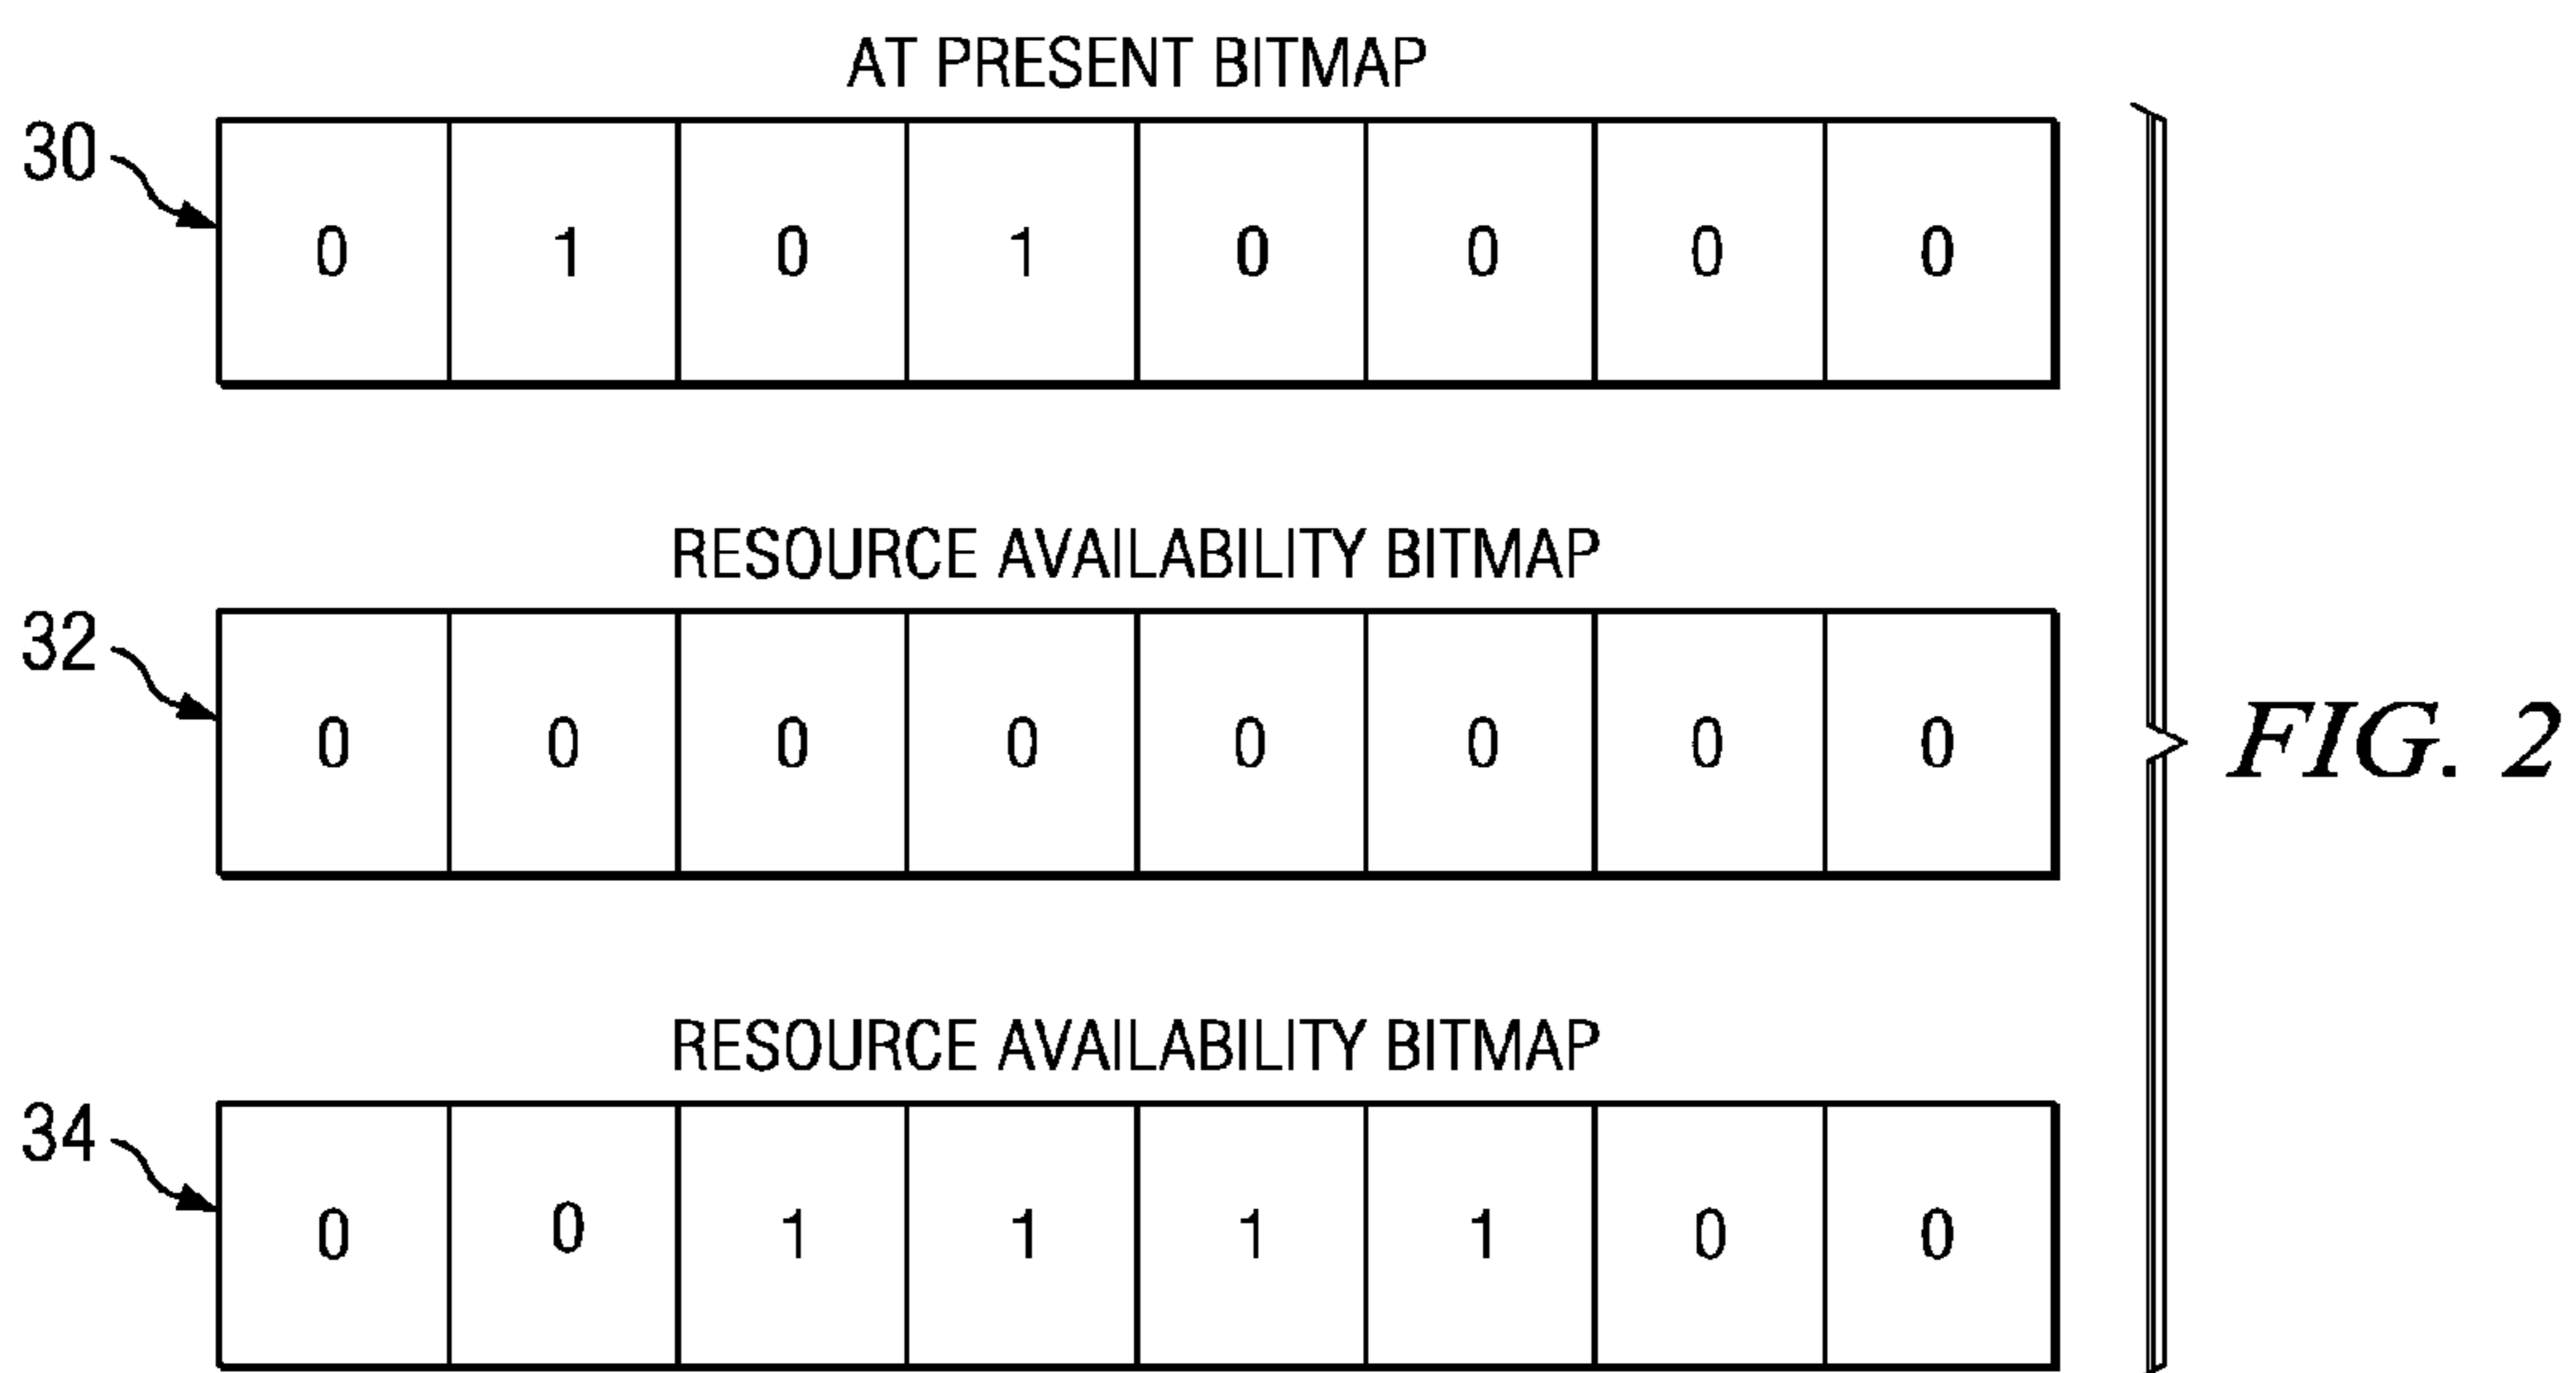 AT PRESENT BITMAP
30
0 1 0 1 0 0 0 0
RESOURCE AVAILABILITY BITMAP
32
0 0 0 0 0 0 0 0
FIG. 2
RESOURCE AVAILABILITY BITMAP
34
0 0 1 1 1 1 0 0